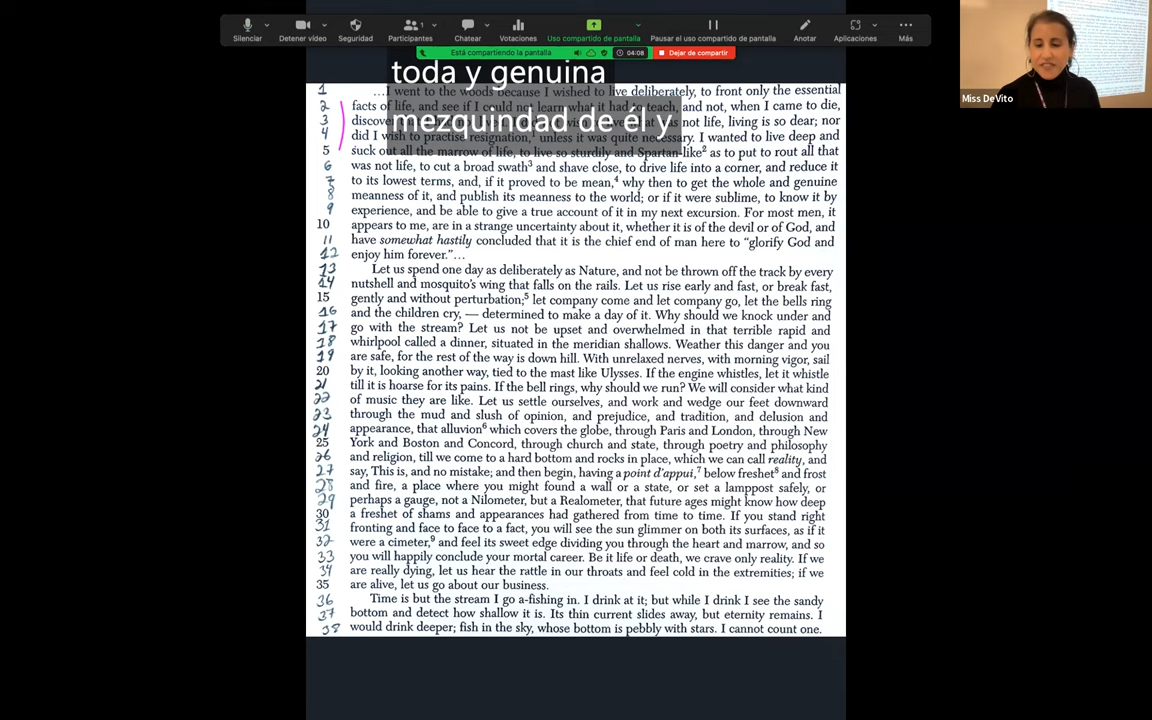 Silenciar Detener video Seguridad Participantes 1 Chatear Votaciones Uso compartido de pantalla Pausar el uso compartido de pantalla Anotar Aplicaciones Más
Está compartiendo la pantalla 04:08 Dejar de compartir
toda y genuina
mezquindad de él y
Miss DeVito
1 …I went to the woods because I wished to live deliberately, to front only the essential
2 facts of life, and see if I could not learn what it had to teach, and not, when I came to die,
3 discover not life, living is so dear; nor
4 did I wish to practise resignation,¹ unless it was quite necessary. I wanted to live deep and
5 suck out all the marrow of life, to live so sturdily and Spartan-like² as to put to rout all that
6 was not life, to cut a broad swath³ and shave close, to drive life into a corner, and reduce it
7 to its lowest terms, and, if it proved to be mean,⁴ why then to get the whole and genuine
8 meanness of it, and publish its meanness to the world; or if it were sublime, to know it by
9 experience, and be able to give a true account of it in my next excursion. For most men, it
10 appears to me, are in a strange uncertainty about it, whether it is of the devil or of God, and
11 have somewhat hastily concluded that it is the chief end of man here to “glorify God and
12 enjoy him forever.”…
13 Let us spend one day as deliberately as Nature, and not be thrown off the track by every
14 nutshell and mosquito’s wing that falls on the rails. Let us rise early and fast, or break fast,
15 gently and without perturbation;⁵ let company come and let company go, let the bells ring
16 and the children cry, — determined to make a day of it. Why should we knock under and
17 go with the stream? Let us not be upset and overwhelmed in that terrible rapid and
18 whirlpool called a dinner, situated in the meridian shallows. Weather this danger and you
19 are safe, for the rest of the way is down hill. With unrelaxed nerves, with morning vigor, sail
20 by it, looking another way, tied to the mast like Ulysses. If the engine whistles, let it whistle
21 till it is hoarse for its pains. If the bell rings, why should we run? We will consider what kind
22 of music they are like. Let us settle ourselves, and work and wedge our feet downward
23 through the mud and slush of opinion, and prejudice, and tradition, and delusion and
24 appearance, that alluvion⁶ which covers the globe, through Paris and London, through New
25 York and Boston and Concord, through church and state, through poetry and philosophy
26 and religion, till we come to a hard bottom and rocks in place, which we can call reality, and
27 say, This is, and no mistake; and then begin, having a point d’appui,⁷ below freshet⁸ and frost
28 and fire, a place where you might found a wall or a state, or set a lamppost safely, or
29 perhaps a gauge, not a Nilometer, but a Realometer, that future ages might know how deep
30 a freshet of shams and appearances had gathered from time to time. If you stand right
31 fronting and face to face to a fact, you will see the sun glimmer on both its surfaces, as if it
32 were a cimeter,⁹ and feel its sweet edge dividing you through the heart and marrow, and so
33 you will happily conclude your mortal career. Be it life or death, we crave only reality. If we
34 are really dying, let us hear the rattle in our throats and feel cold in the extremities; if we
35 are alive, let us go about our business.
36 Time is but the stream I go a-fishing in. I drink at it; but while I drink I see the sandy
37 bottom and detect how shallow it is. Its thin current slides away, but eternity remains. I
38 would drink deeper; fish in the sky, whose bottom is pebbly with stars. I cannot count one.